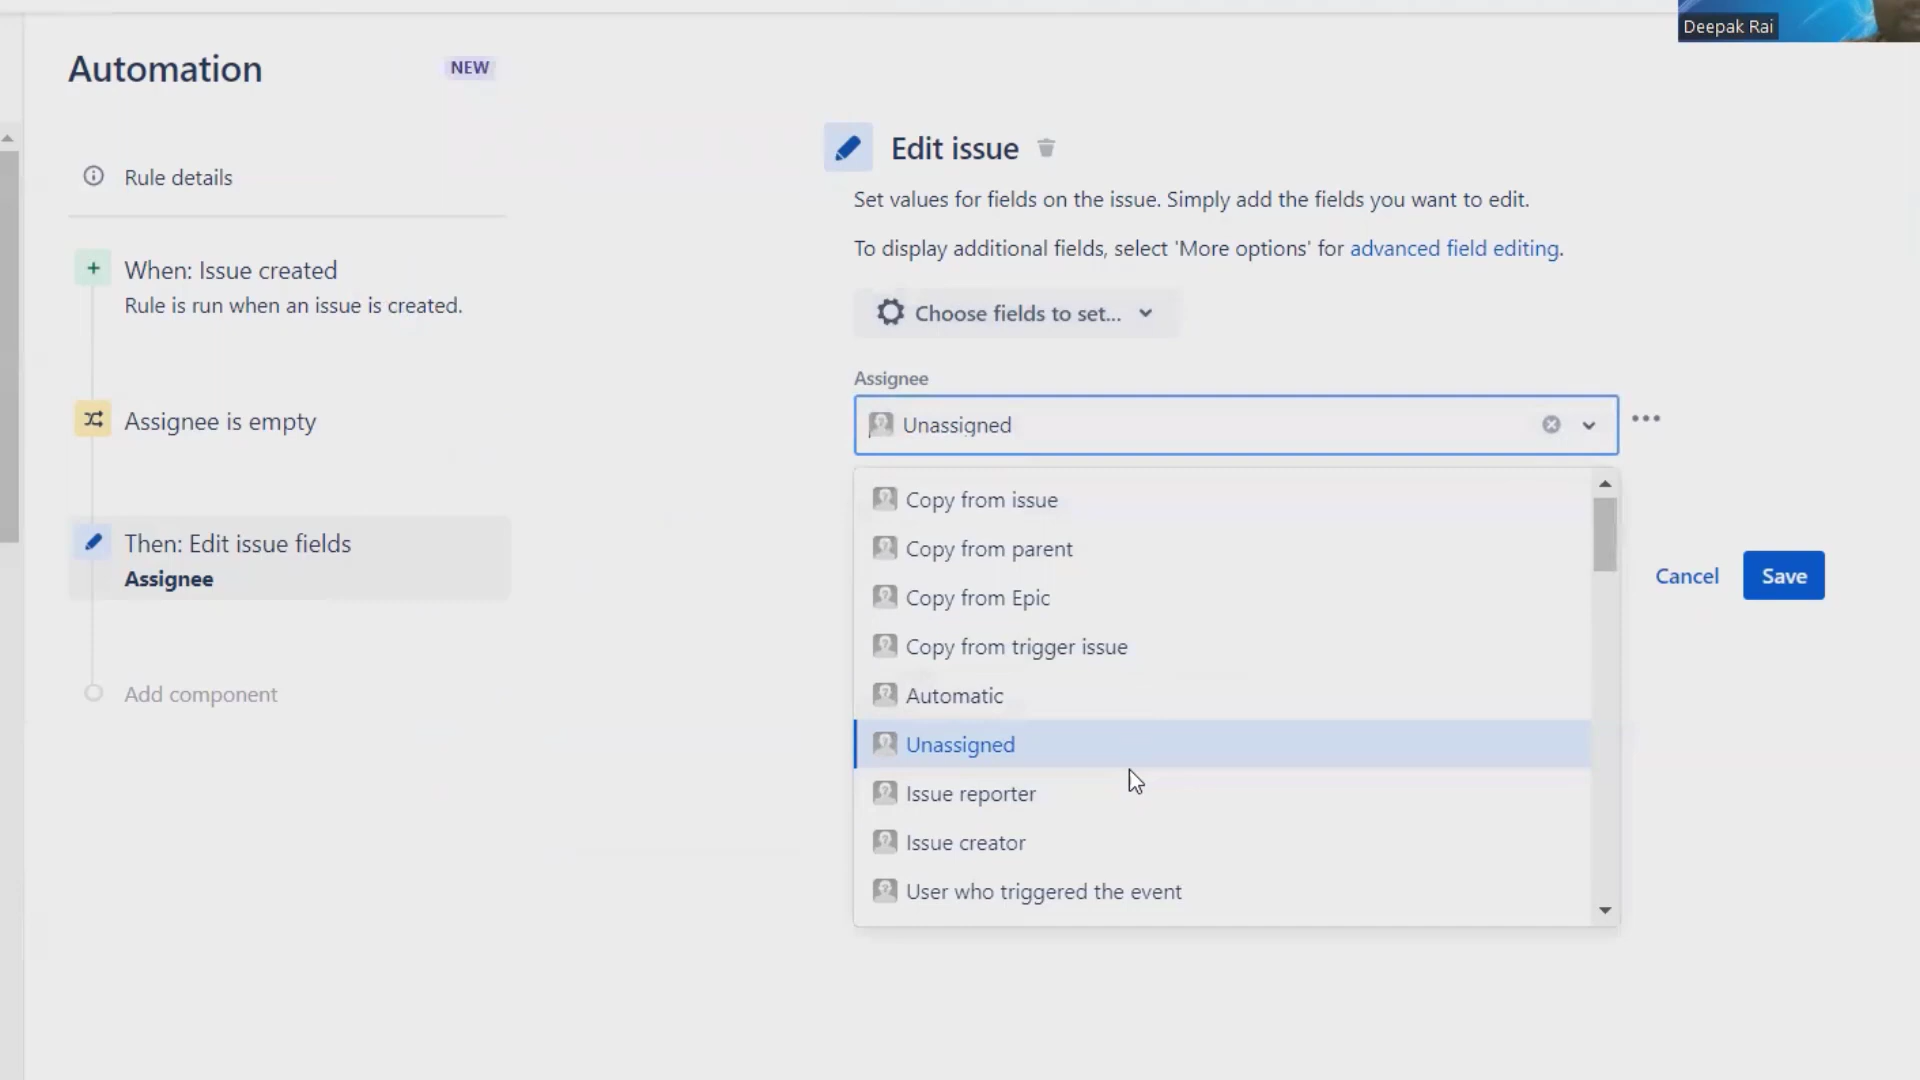 Deepak Rai
Automation
NEW
Rule details
When: Issue created
Rule is run when an issue is created.
Assignee is empty
Then: Edit issue fields
Assignee
Add component
Edit issue
Set values for fields on the issue. Simply add the fields you want to edit.
To display additional fields, select 'More options' for advanced field editing.
Choose fields to set...
Assignee
Unassigned
Copy from issue
Copy from parent
Copy from Epic
Copy from trigger issue
Automatic
Unassigned
Issue reporter
Issue creator
User who triggered the event
Cancel
Save